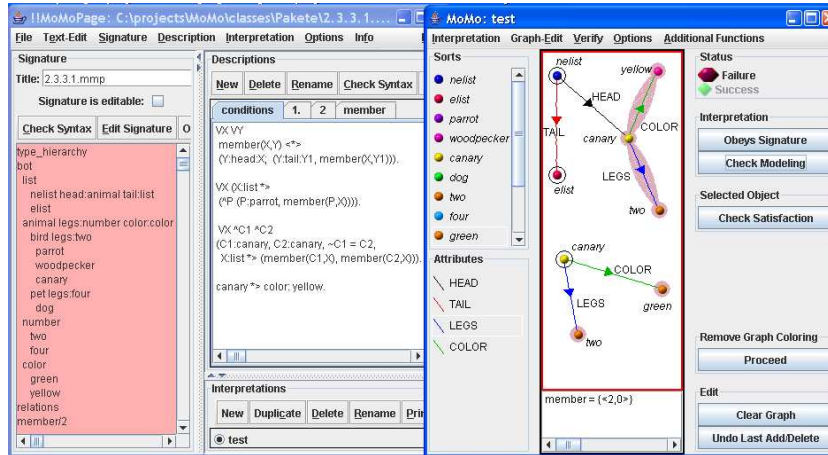 !!MoMoPage: C:\projects\MoMo\classes\Pakete\2.3.3.1....
File Text-Edit Signature Description Interpretation Options Info
Signature
Title: 2.3.3.1.mmp
Signature is editable:
Check Syntax Edit Signature O
type_hierarchy
bot
list
nelist head:animal tail:list
elist
animal legs:number color:color
bird legs:two
parrot
woodpecker
canary
pet legs:four
dog
number
two
four
color
green
yellow
relations
member/2
Descriptions
New Delete Rename Check Syntax
conditions 1. 2 member
VX VY
member(X,Y) <*>
(Y:head:X; (Y:tail:Y1, member(X,Y1))).
VX (X:list *>
(^P (P:parrot, member(P,X)))).
VX ^C1 ^C2
(C1:canary, C2:canary, ~C1 = C2,
X:list *> (member(C1,X), member(C2,X))).
canary *> color: yellow.
Interpretations
New Duplicate Delete Rename Pri
test
MoMo: test
Interpretation Graph-Edit Verify Options Additional Functions
Sorts
nelist
elist
parrot
woodpecker
canary
dog
two
four
green
Attributes
HEAD
TAIL
LEGS
COLOR
nelist
yellow
HEAD
TAIL
COLOR
canary
LEGS
elist
two
canary
COLOR
LEGS
green
two
member = {<2,0>}
Status
Failure
Success
Interpretation
Obeys Signature
Check Modeling
Selected Object
Check Satisfaction
Remove Graph Coloring
Proceed
Edit
Clear Graph
Undo Last Add/Delete